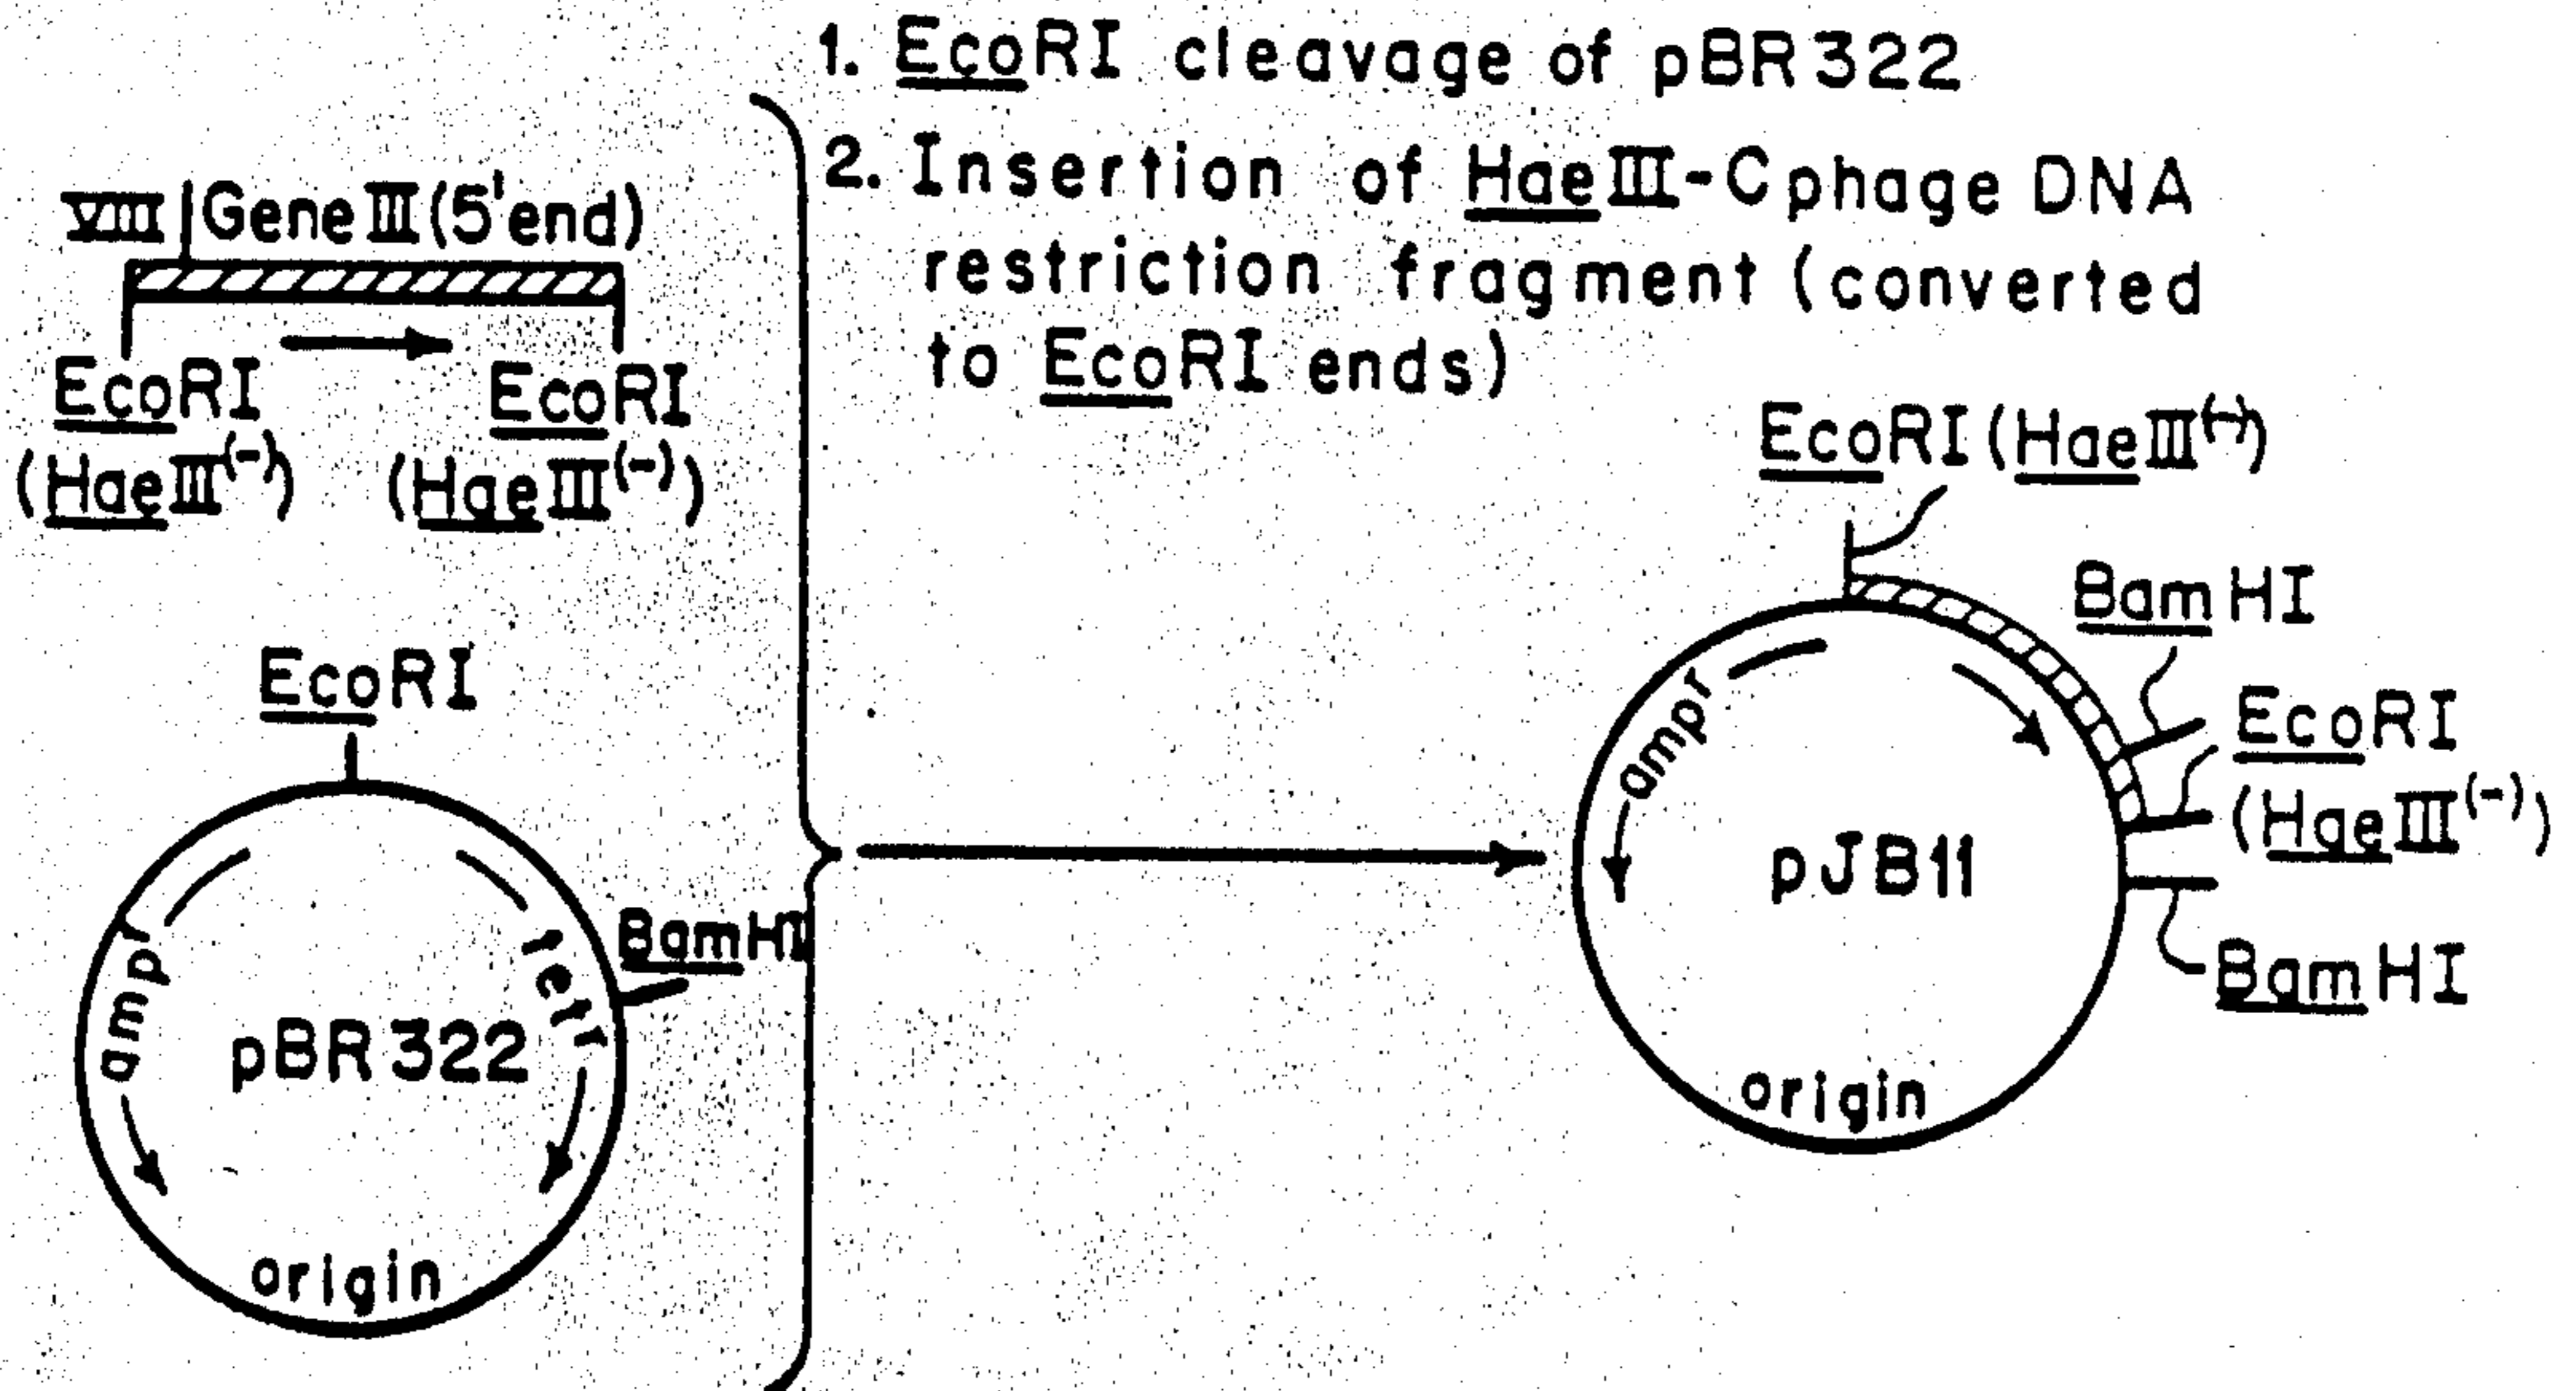 1. EcoRI cleavage of pBR322
2. Insertion of HaeIII-C phage DNA
restriction fragment (converted
to EcoRI ends)
VIII Gene III (5' end)
EcoRI EcoRI
(HaeIII(-)) (HaeIII(-))
EcoRI
BamHI
ampr
tetr
pBR322
origin
EcoRI (HaeIII(-))
BamHI
EcoRI
(HaeIII(-))
BamHI
ampr
pJB11
origin